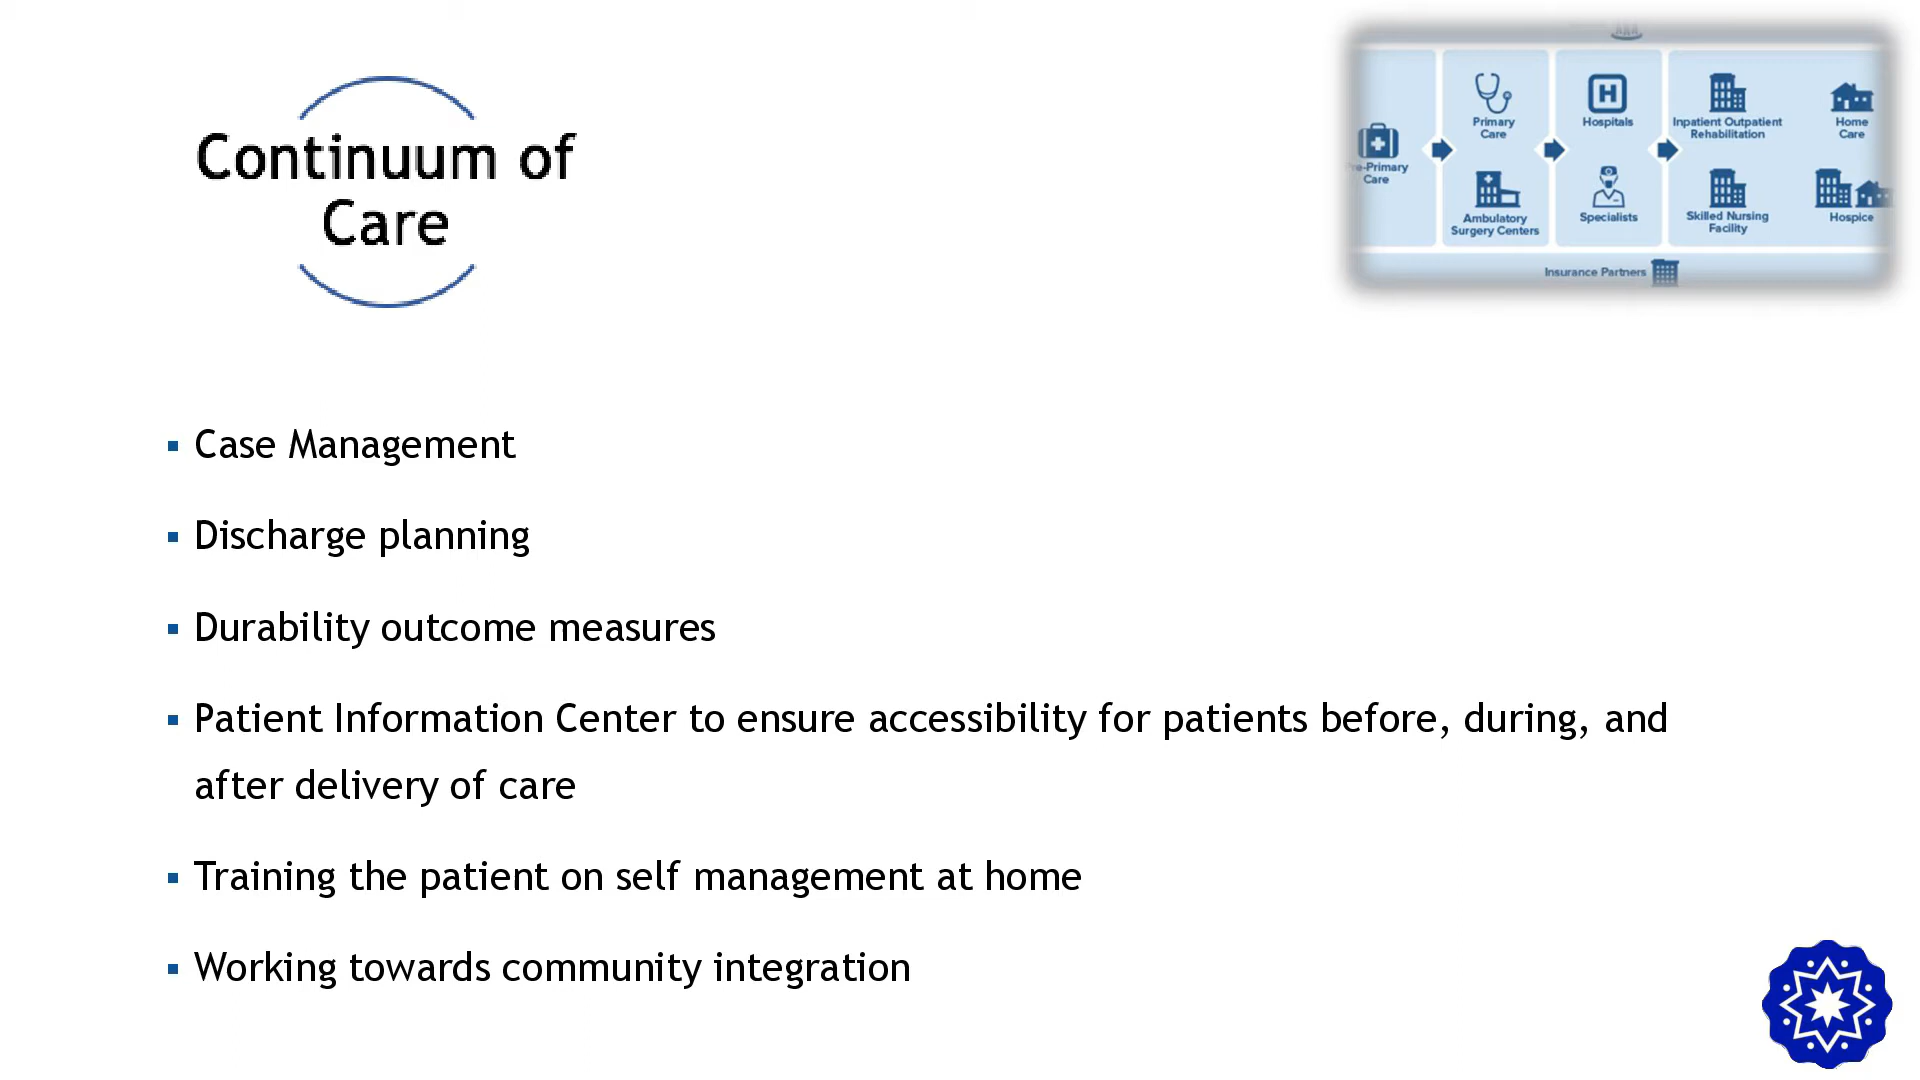 Continuum of
Care
Primary
Care
Hospitals
Inpatient Outpatient
Rehabilitation
Home
Care
Pre-Primary
Care
Ambulatory
Surgery Centers
Specialists
Skilled Nursing
Facility
Hospice
Insurance Partners
Case Management
Discharge planning
Durability outcome measures
Patient Information Center to ensure accessibility for patients before, during, and
after delivery of care
Training the patient on self management at home
Working towards community integration